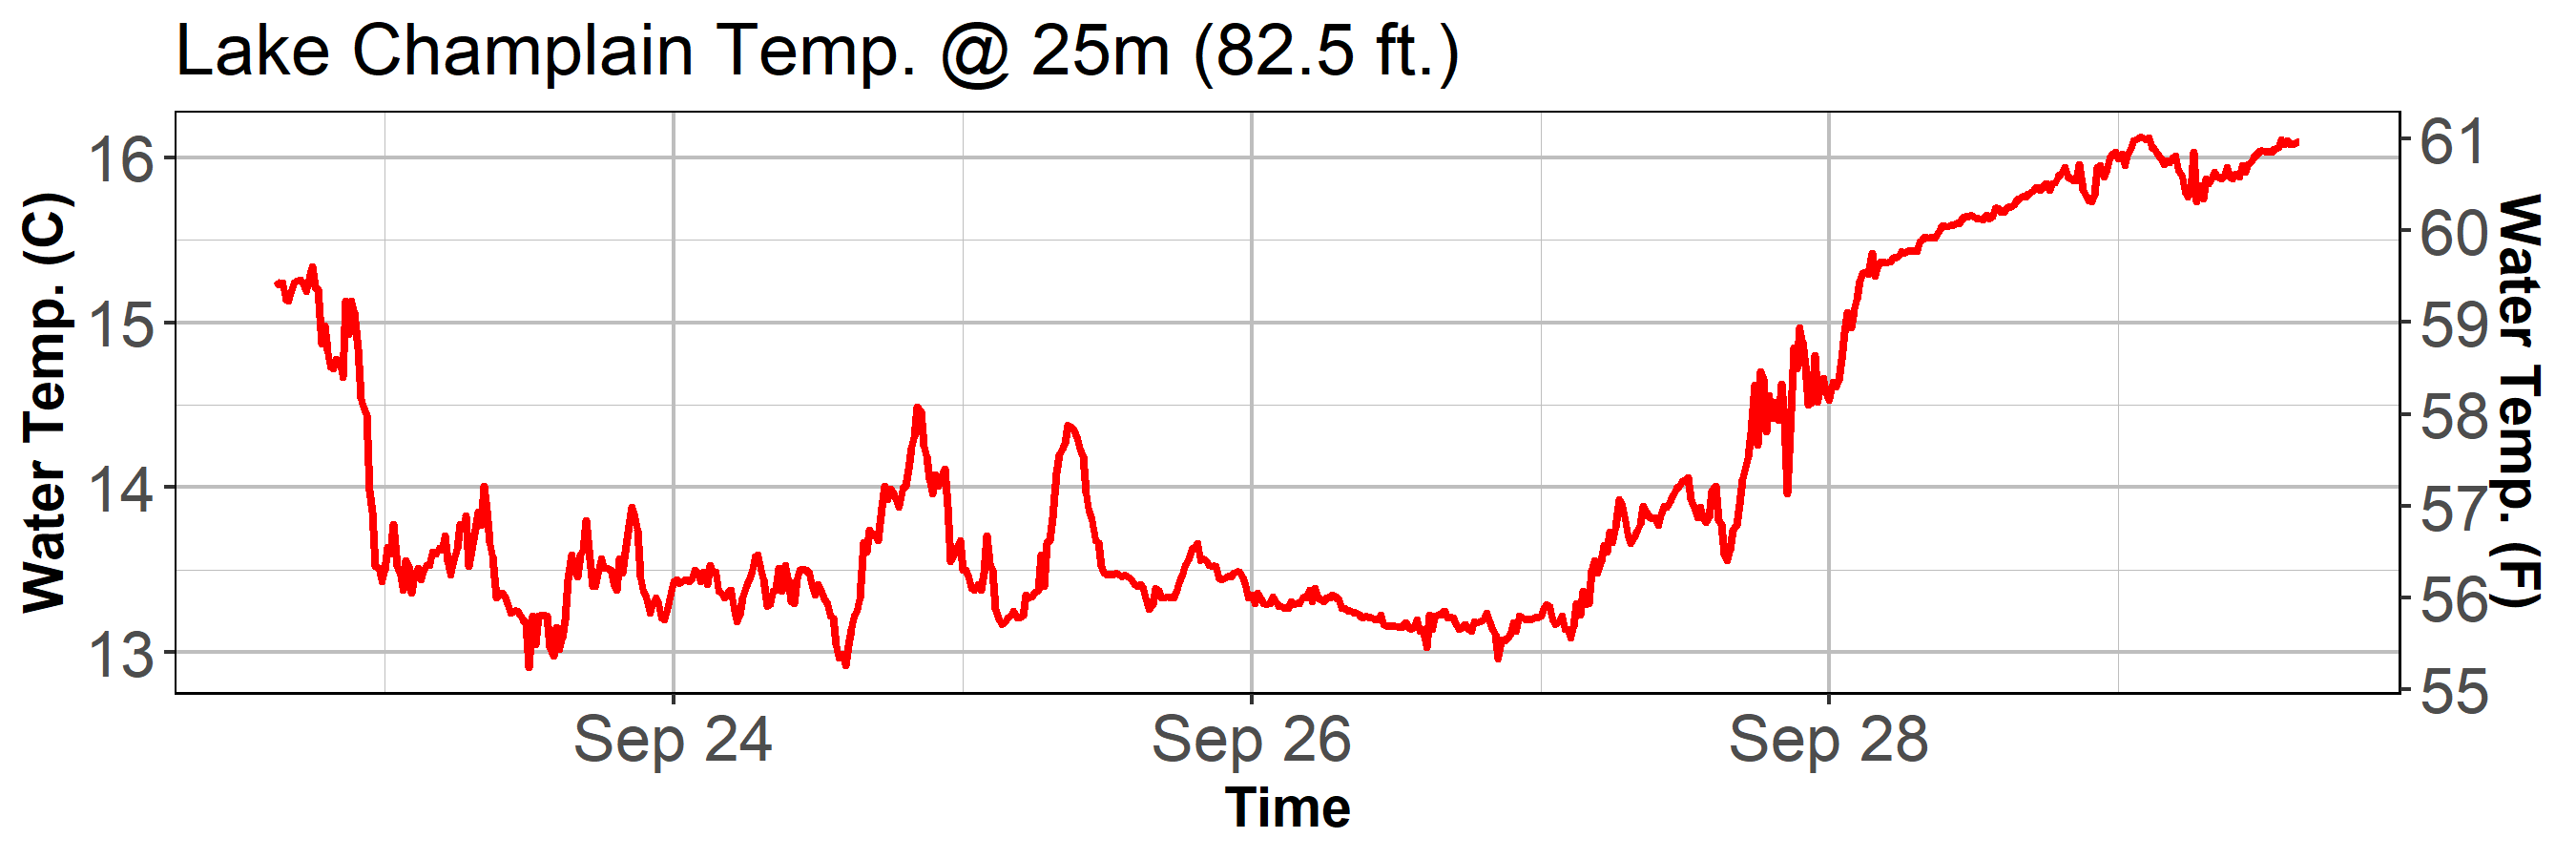 Lake Champlain Temp. @ 25m (82.5 ft.)
Water Temp. (C)
16
15
14
13
61
60
59
58
57
56
55
Water Temp. (F)
Sep 24
Sep 26
Sep 28
Time